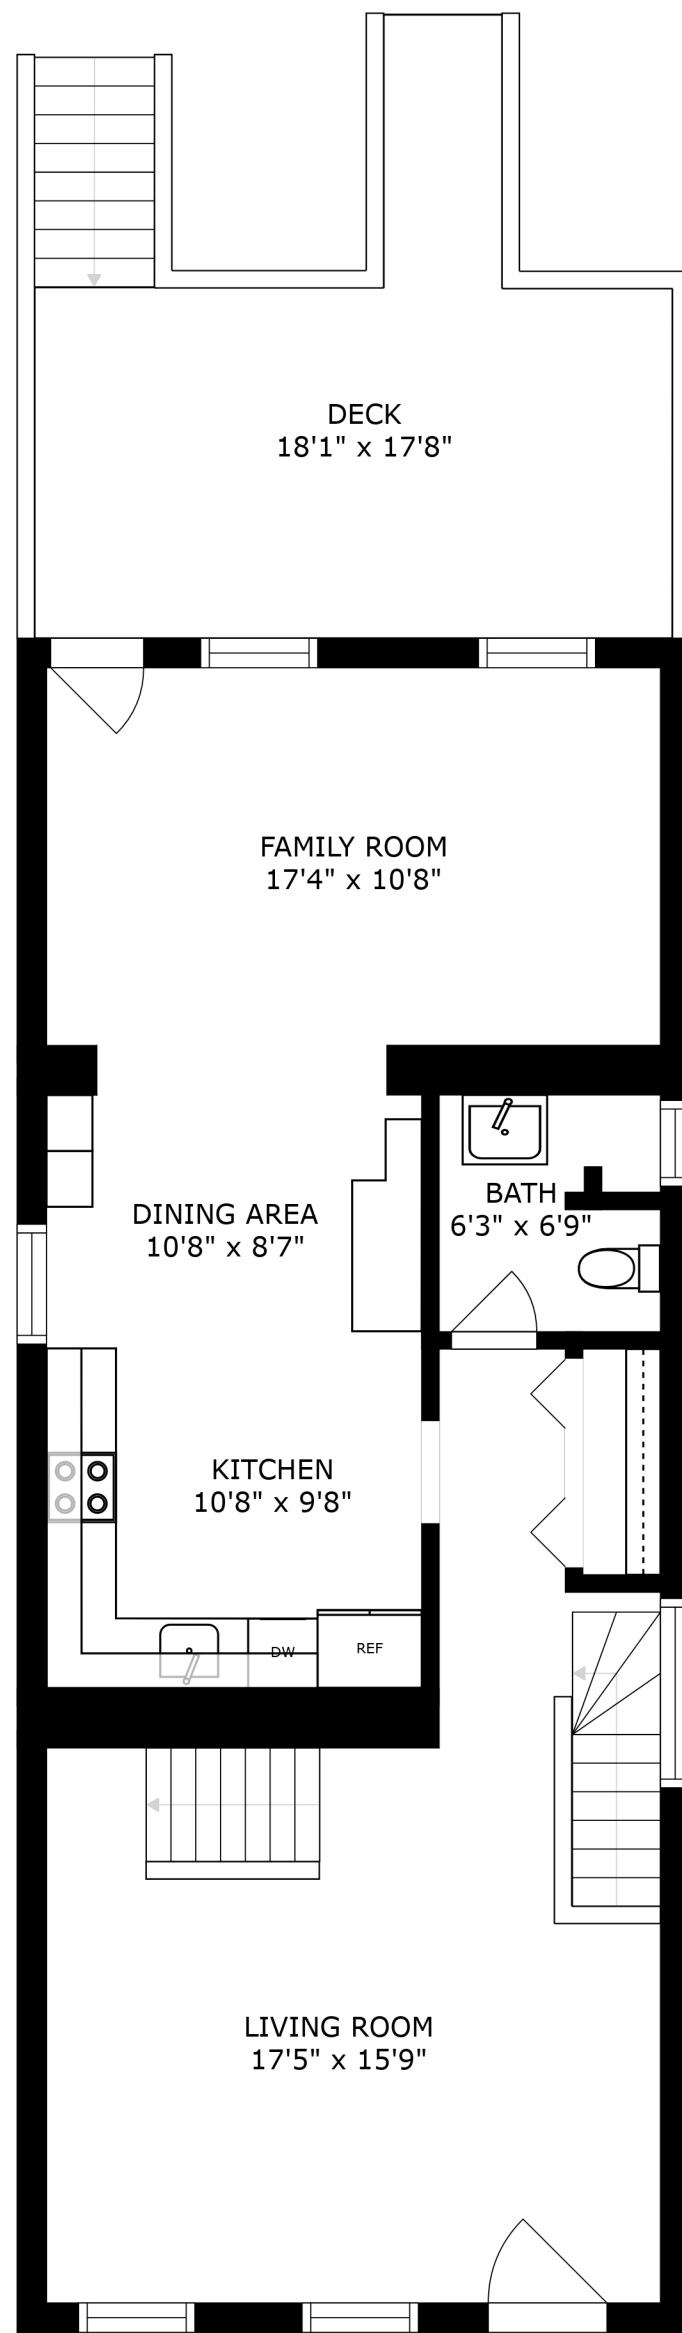 DECK
18'1" x 17'8"
FAMILY ROOM
17'4" x 10'8"
DINING AREA
10'8" x 8'7"
BATH
6'3" x 6'9"
KITCHEN
10'8" x 9'8"
DW
REF
LIVING ROOM
17'5" x 15'9"